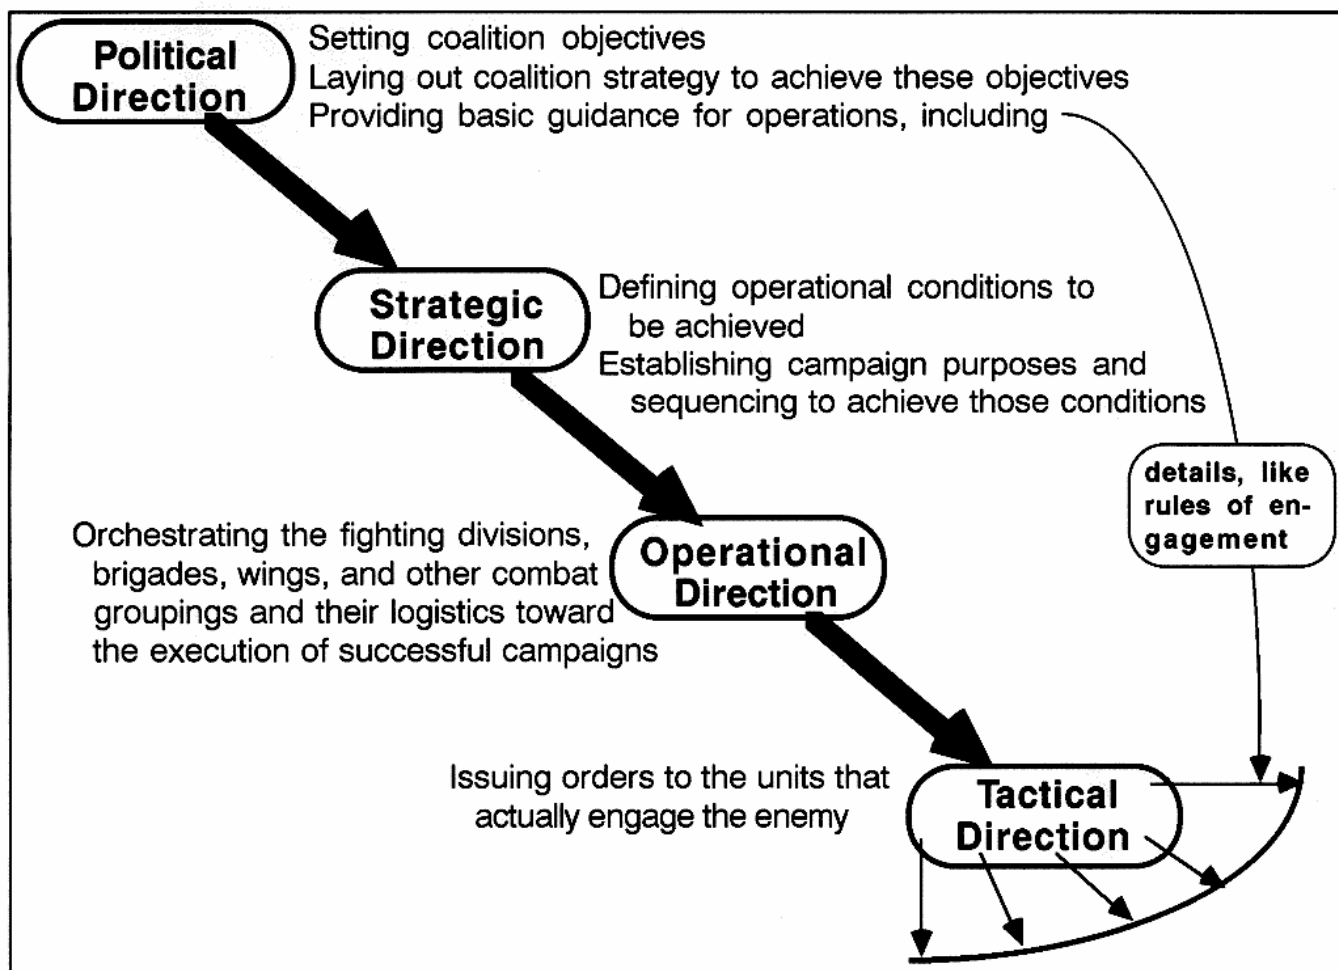 Political
Direction
Setting coalition objectives
Laying out coalition strategy to achieve these objectives
Providing basic guidance for operations, including
Strategic
Direction
Defining operational conditions to
be achieved
Establishing campaign purposes and
sequencing to achieve those conditions
details, like
rules of en-
gagement
Orchestrating the fighting divisions,
brigades, wings, and other combat
groupings and their logistics toward
the execution of successful campaigns
Operational
Direction
Issuing orders to the units that
actually engage the enemy
Tactical
Direction